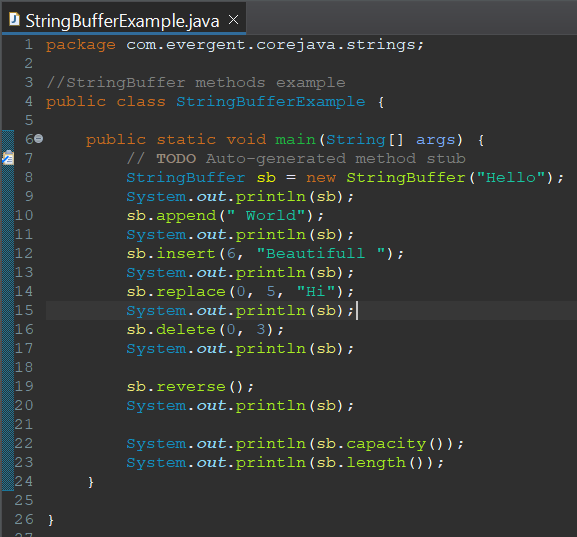 StringBufferExample.java
1 package com.evergent.corejava.strings;
2
3 //StringBuffer methods example
4 public class StringBufferExample {
5
6 public static void main(String[] args) {
7 // TODO Auto-generated method stub
8 StringBuffer sb = new StringBuffer("Hello");
9 System.out.println(sb);
10 sb.append(" World");
11 System.out.println(sb);
12 sb.insert(6, "Beautifull ");
13 System.out.println(sb);
14 sb.replace(0, 5, "Hi");
15 System.out.println(sb);
16 sb.delete(0, 3);
17 System.out.println(sb);
18
19 sb.reverse();
20 System.out.println(sb);
21
22 System.out.println(sb.capacity());
23 System.out.println(sb.length());
24 }
25
26 }
27